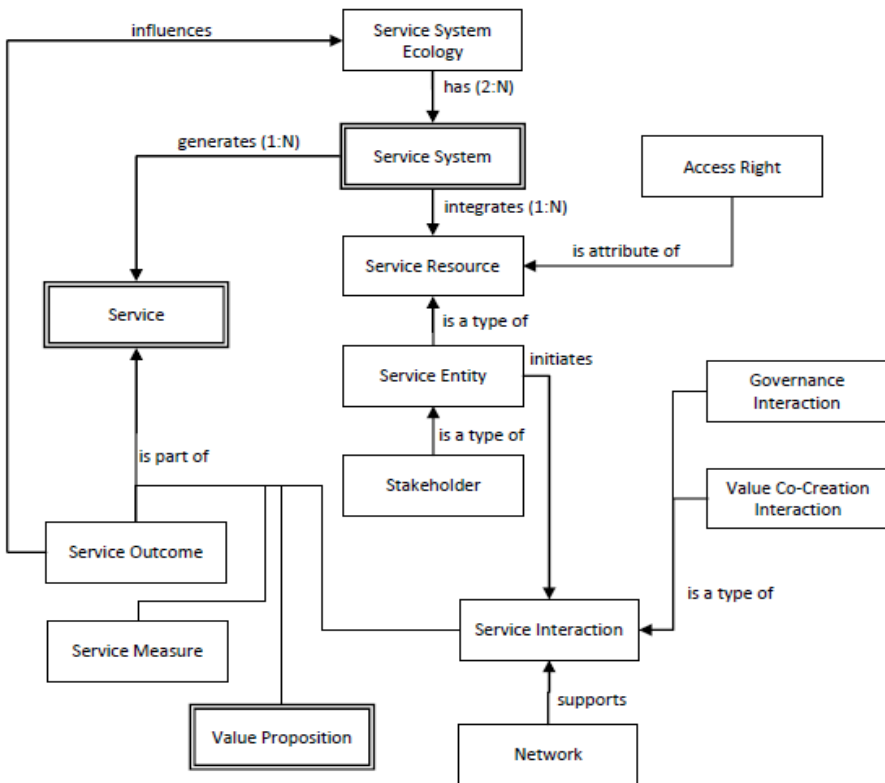 influences
Service System
Ecology
has (2:N)
generates (1:N)
Service System
Access Right
integrates (1:N)
Service Resource
is attribute of
Service
is a type of
initiates
Service Entity
Governance
Interaction
is a type of
is part of
Stakeholder
Value Co-Creation
Interaction
Service Outcome
is a type of
Service Interaction
Service Measure
supports
Value Proposition
Network